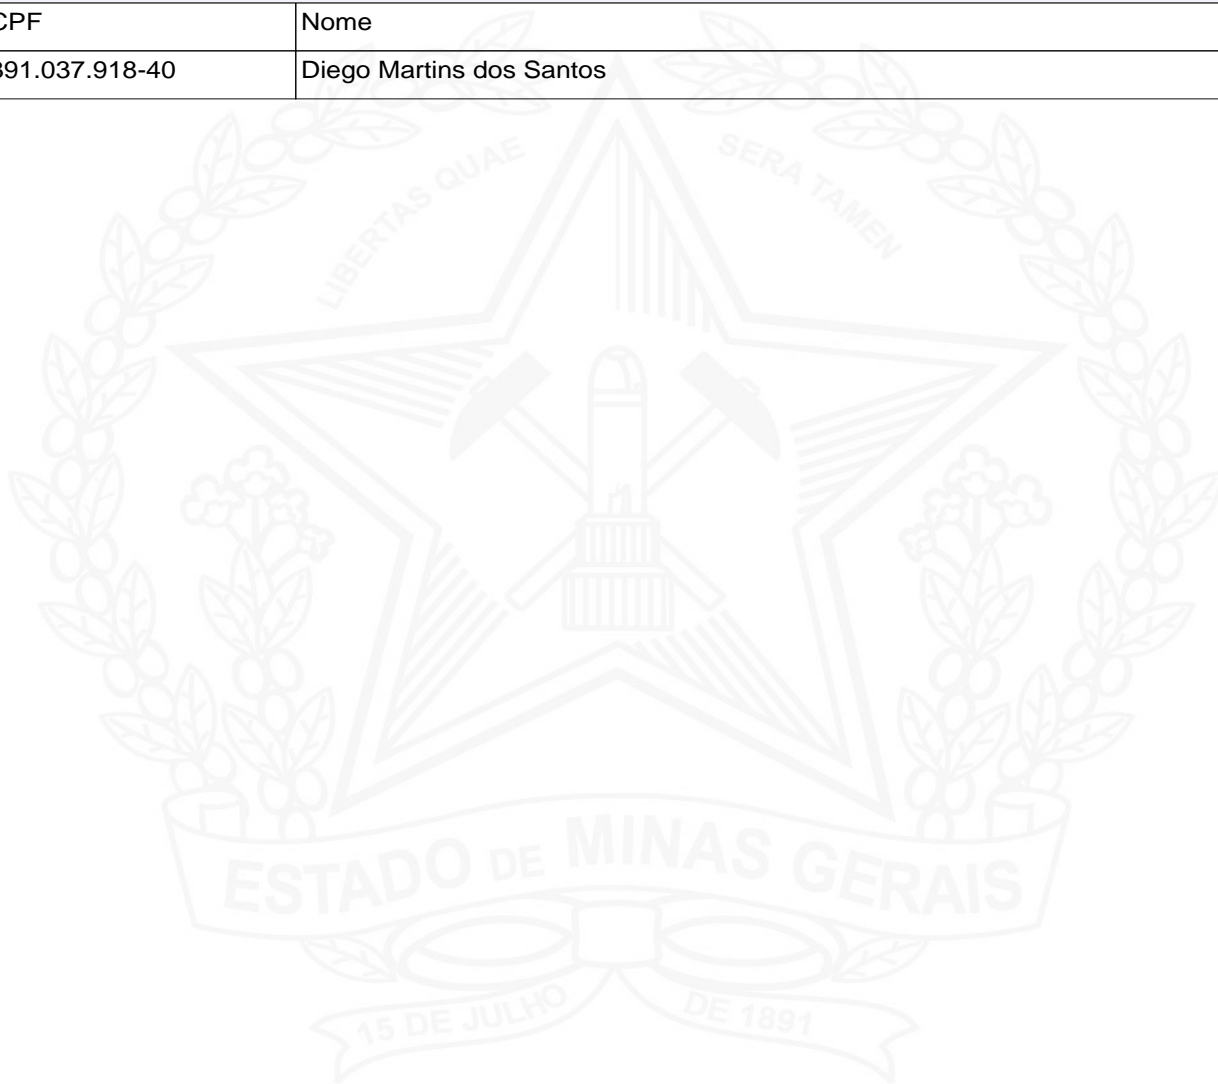 CPF Nome
391.037.918-40 Diego Martins dos Santos
LIBERTAS QUAE SERA TAMEN
ESTADO DE MINAS GERAIS
15 DE JULHO DE 1891